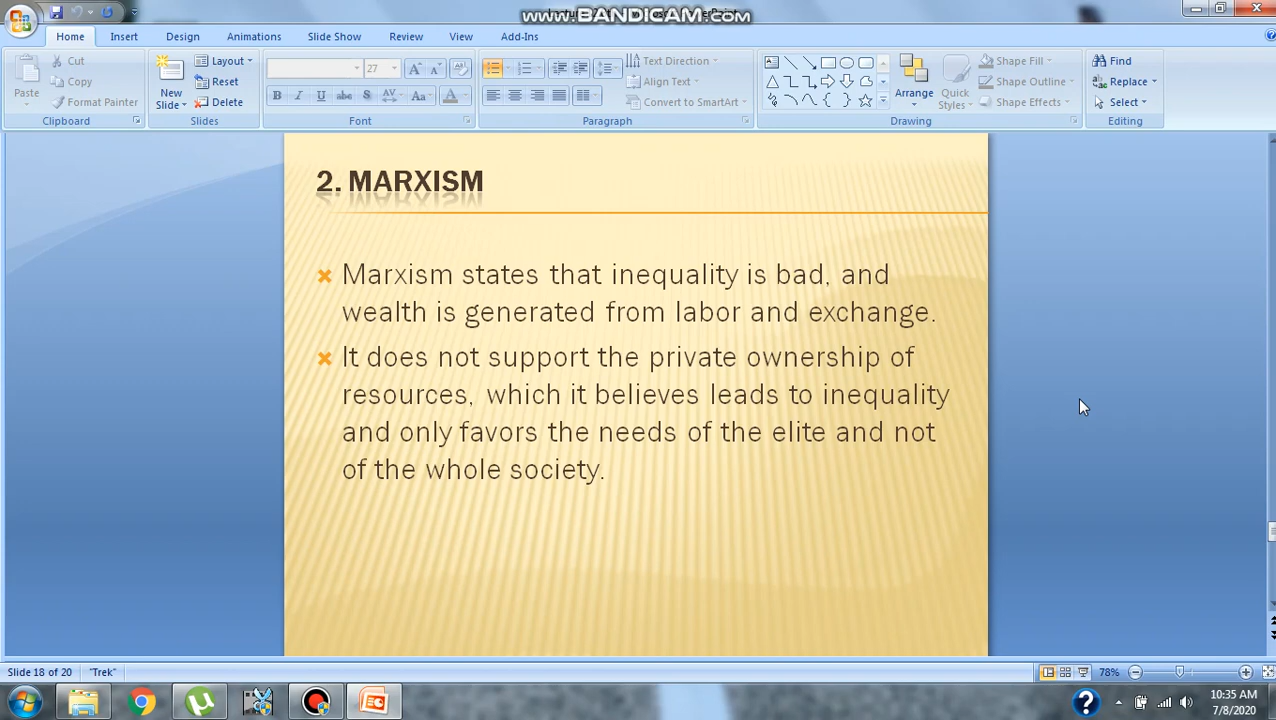 www.BANDICAM.com
Home Insert Design Animations Slide Show Review View Add-Ins
Paste
Cut
Copy
Format Painter
Clipboard
New
Slide
Layout
Reset
Delete
Slides
27
B I U abc S AV Aa A
Font
Text Direction
Align Text
Convert to SmartArt
Paragraph
Arrange
Quick
Styles
Shape Fill
Shape Outline
Shape Effects
Drawing
Find
Replace
Select
Editing
2. MARXISM
Marxism states that inequality is bad, and
wealth is generated from labor and exchange.
It does not support the private ownership of
resources, which it believes leads to inequality
and only favors the needs of the elite and not
of the whole society.
Slide 18 of 20 "Trek" 78%
10:35 AM
7/8/2020